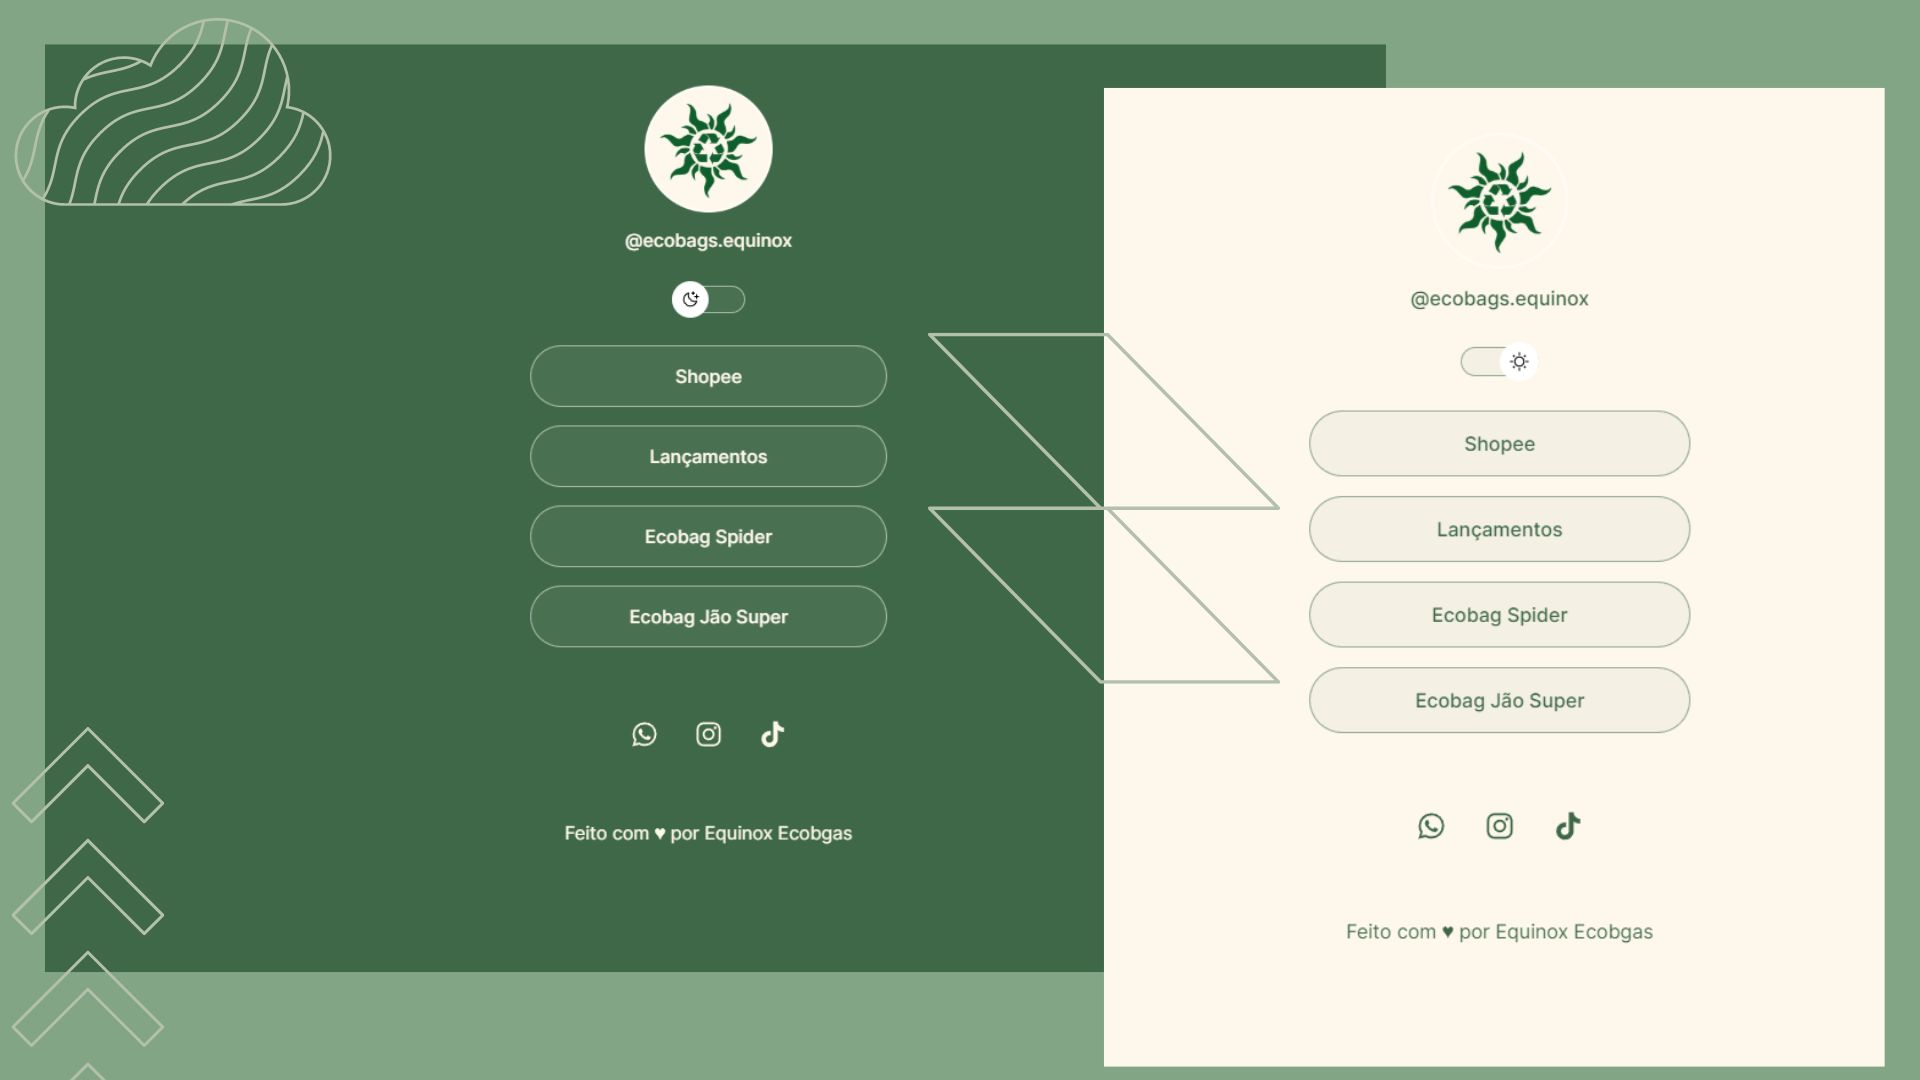 @ecobags.equinox
Shopee
Lançamentos
Ecobag Spider
Ecobag Jão Super
Feito com ♥ por Equinox Ecobgas
@ecobags.equinox
Shopee
Lançamentos
Ecobag Spider
Ecobag Jão Super
Feito com ♥ por Equinox Ecobgas